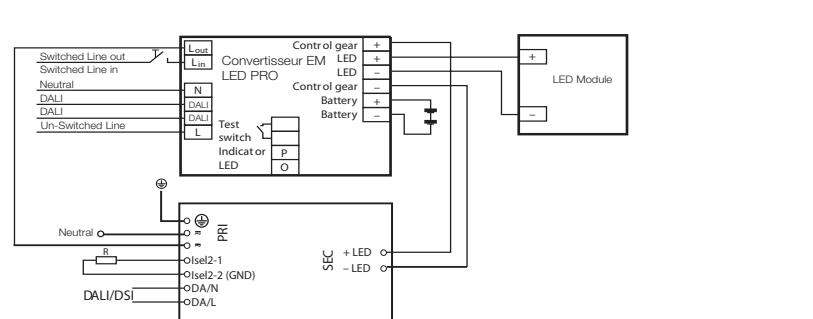 Switched Line out
Switched Line in
Neutral
DALI
DALI
Un-Switched Line
Lout
Lin
N
DALI
DALI
L
Convertisseur EM
LED PRO
Test
switch
Indicator
LED
P
O
Control gear +
LED +
LED –
Control gear –
Battery +
Battery –
+
–
LED Module
Neutral
R
DALI/DSI
≈
≈
PRI
Isel2-1
Isel2-2 (GND)
DA/N
DA/L
SEC
+ LED
– LED